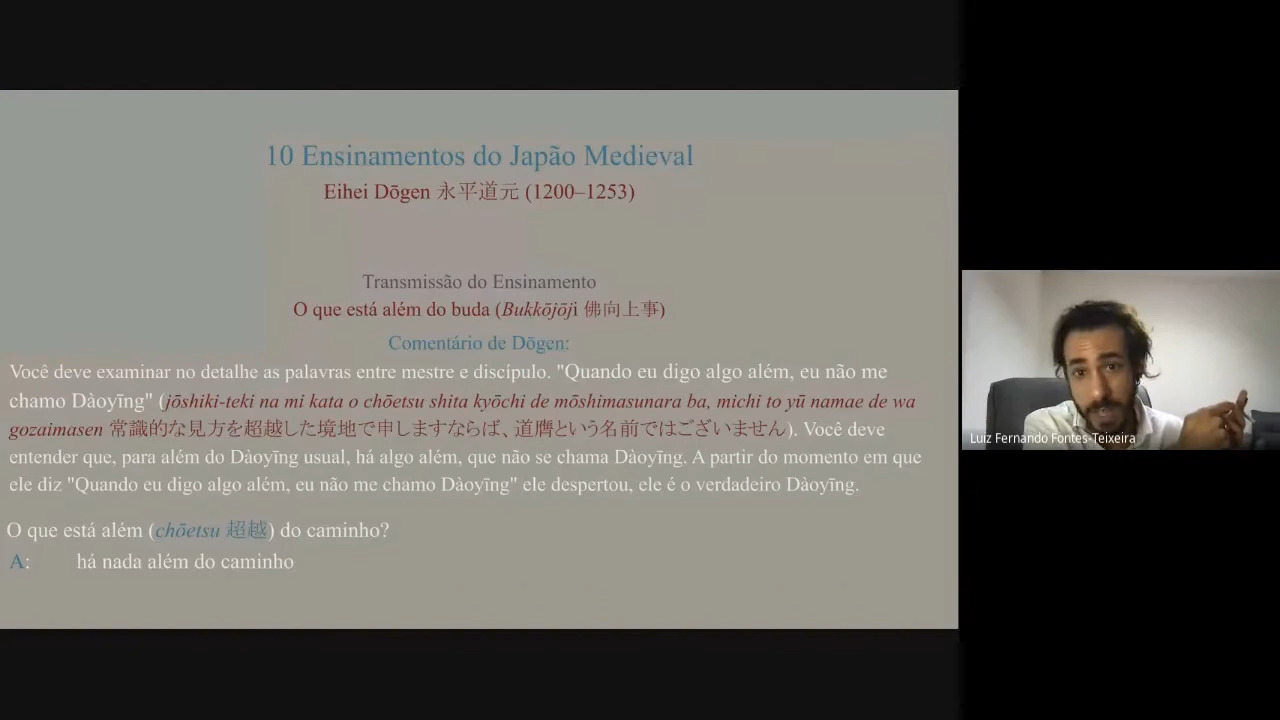 10 Ensinamentos do Japão Medieval
Eihei Dōgen 永平道元 (1200–1253)
Transmissão do Ensinamento
O que está além do buda (Bukkōjōji 佛向上事)
Comentário de Dōgen:
Você deve examinar no detalhe as palavras entre mestre e discípulo. "Quando eu digo algo além, eu não me
chamo Dàoyīng" (jōshiki-teki na mi kata o chōetsu shita kyōchi de mōshimasunara ba, michi to yū namae de wa
gozaimasen 常識的な見方を超越した境地で申しますならば、道膺という名前ではございません). Você deve
entender que, para além do Dàoyīng usual, há algo além, que não se chama Dàoyīng. A partir do momento em que
ele diz "Quando eu digo algo além, eu não me chamo Dàoyīng" ele despertou, ele é o verdadeiro Dàoyīng.
O que está além (chōetsu 超越) do caminho?
A: há nada além do caminho
Luiz Fernando Fontes-Teixeira